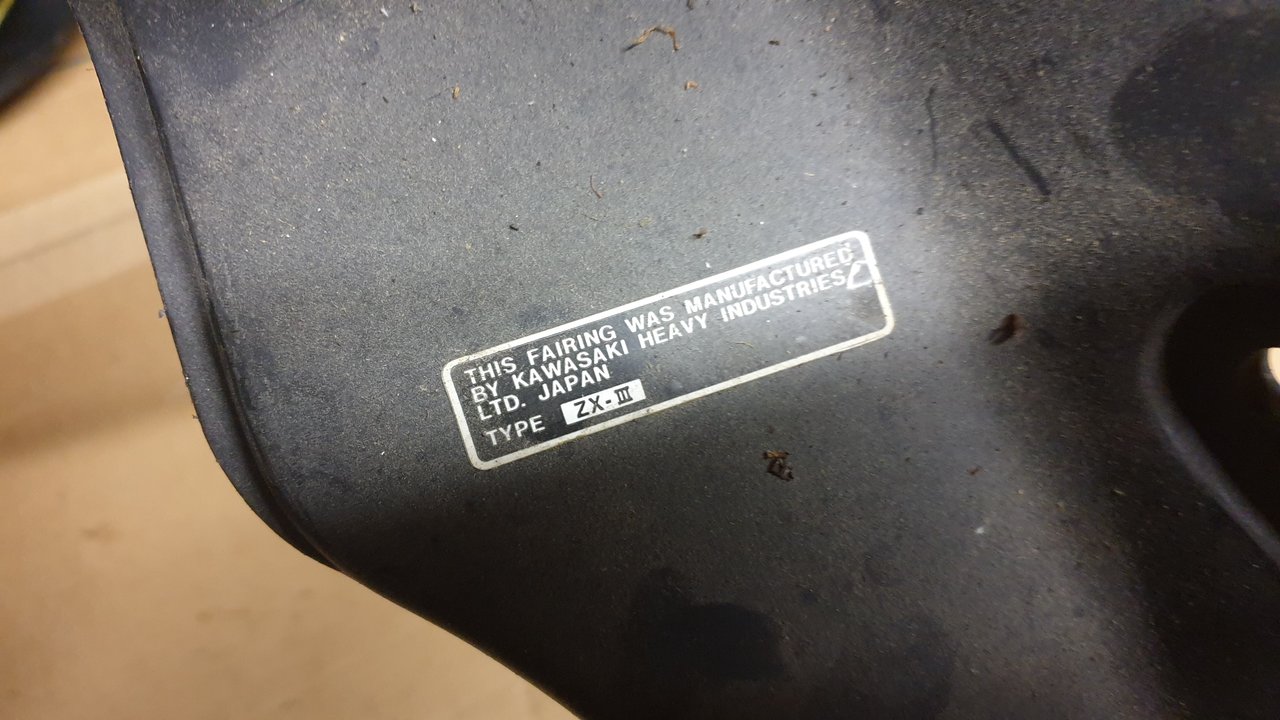 THIS FAIRING WAS MANUFACTURED
BY KAWASAKI HEAVY INDUSTRIES
LTD. JAPAN
TYPE ZX-III